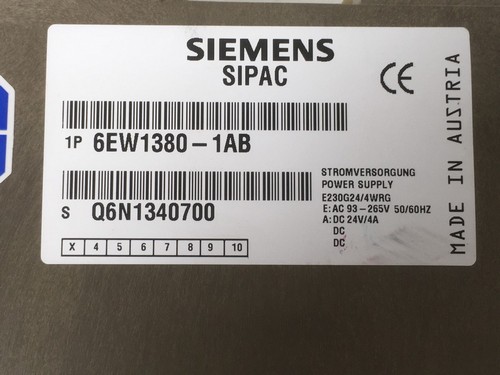 SIEMENS
SIPAC
CE
1P 6EW1380-1AB
S Q6N1340700
STROMVERSORGUNG
POWER SUPPLY
E230G24/4WRG
E: AC 93-265V 50/60HZ
A: DC 24V/4A
DC
DC
X 4 5 6 7 8 9 10
MADE IN AUSTRIA